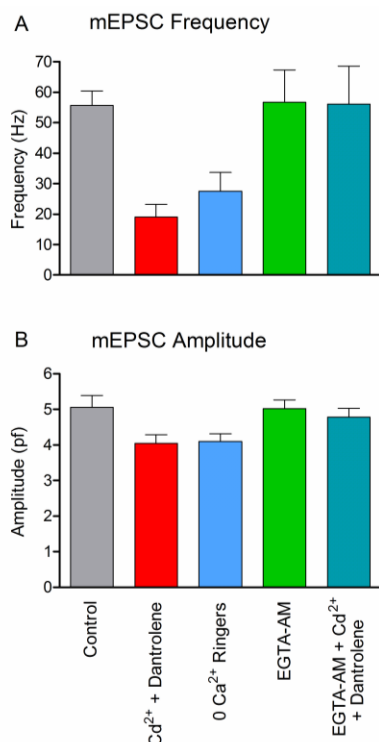 A mEPSC Frequency
70
60
50
40
30
20
10
0
Frequency (Hz)
B mEPSC Amplitude
6
5
4
3
2
1
0
Amplitude (pf)
Control
Cd²⁺ + Dantrolene
0 Ca²⁺ Ringers
EGTA-AM
EGTA-AM + Cd²⁺
+ Dantrolene